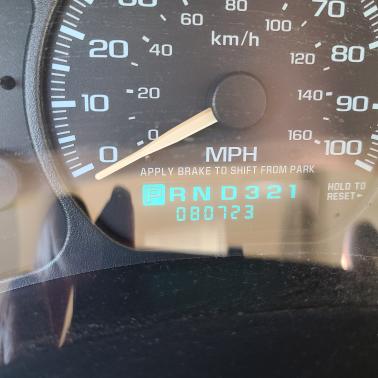 60 80
70
20 40 km/h 120 80
10 20 140 90
0 0 MPH 160 100
APPLY BRAKE TO SHIFT FROM PARK
P R N D 3 2 1 HOLD TO
080723 RESET